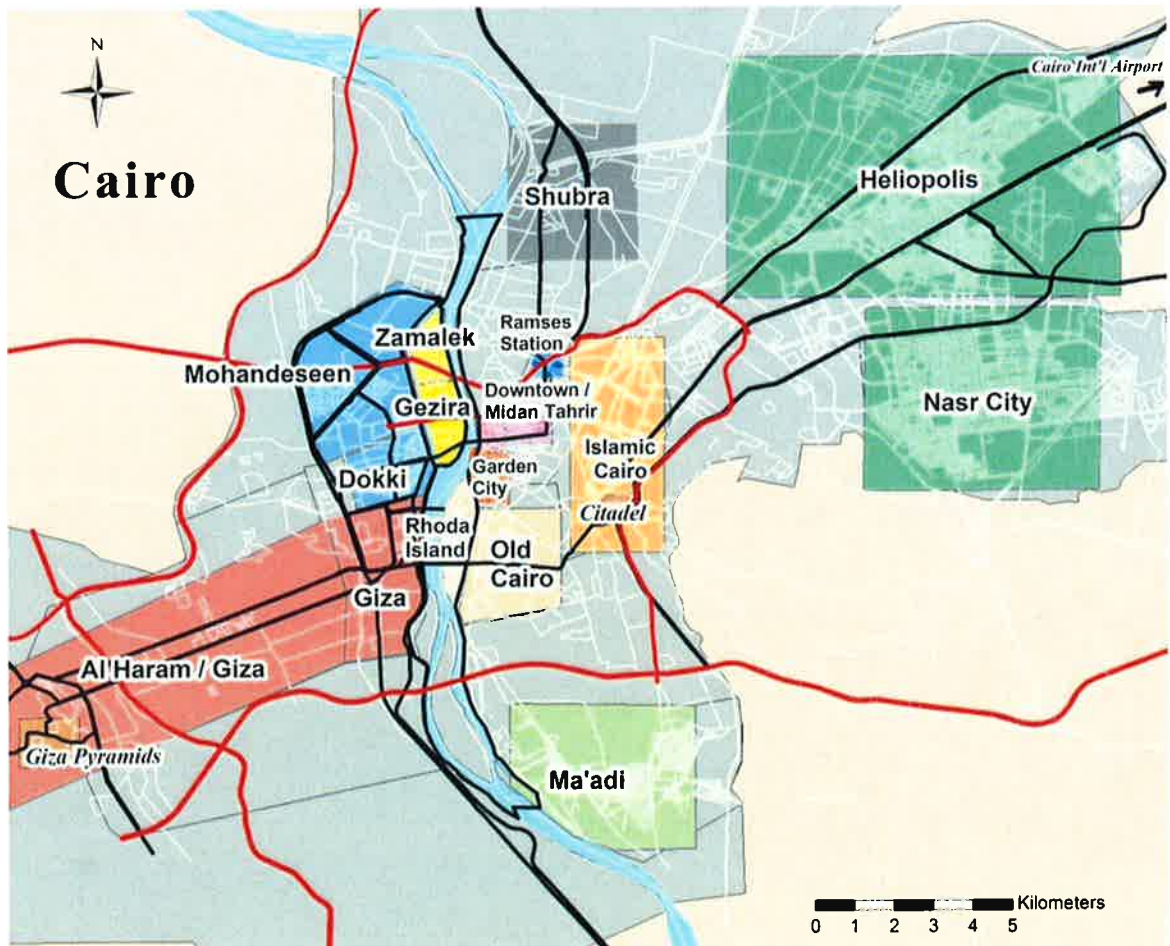 N
Cairo
Cairo Int'l Airport
Heliopolis
Shubra
Ramses
Station
Zamalek
Mohandeseen
Downtown /
Midan Tahrir
Gezira
Nasr City
Islamic
Cairo
Garden
City
Dokki
Citadel
Rhoda
Island
Old
Cairo
Giza
Al Haram / Giza
Giza Pyramids
Ma'adi
Kilometers
0 1 2 3 4 5